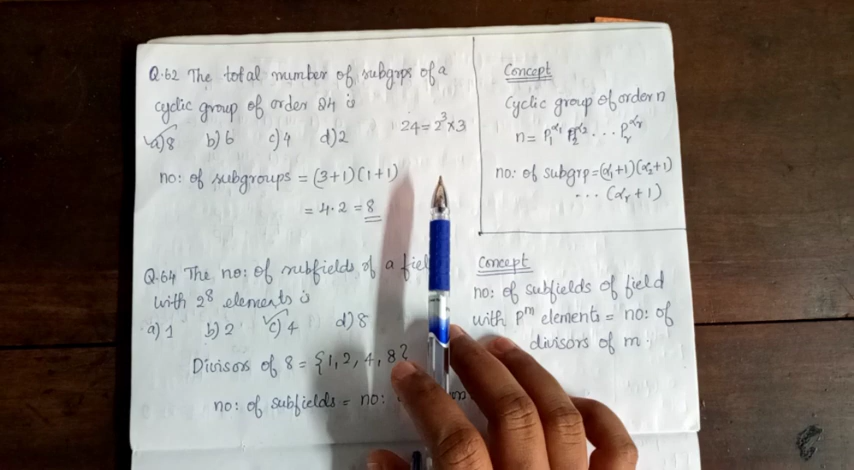 Q.62 The total number of subgrps of a
cyclic group of order 24 is
a) 8 b) 6 c) 4 d) 2
24 = 2³×3
no: of subgroups = (3+1)(1+1)
= 4·2 = 8
Concept
Cyclic group of order n
n = p₁^α₁ p₂^α₂ ... pᵣ^αᵣ
no: of subgrp = (α₁+1)(α₂+1)
... (αᵣ+1)
Q.64 The no: of subfields of a
with 2⁸ elements is
a) 1 b) 2 c) 4 d) 8
Divisors of 8 = {1, 2, 4, 8}
no: of subfields = no:
Concept
no: of subfields of field
with pᵐ elements = no: of
divisors of m.